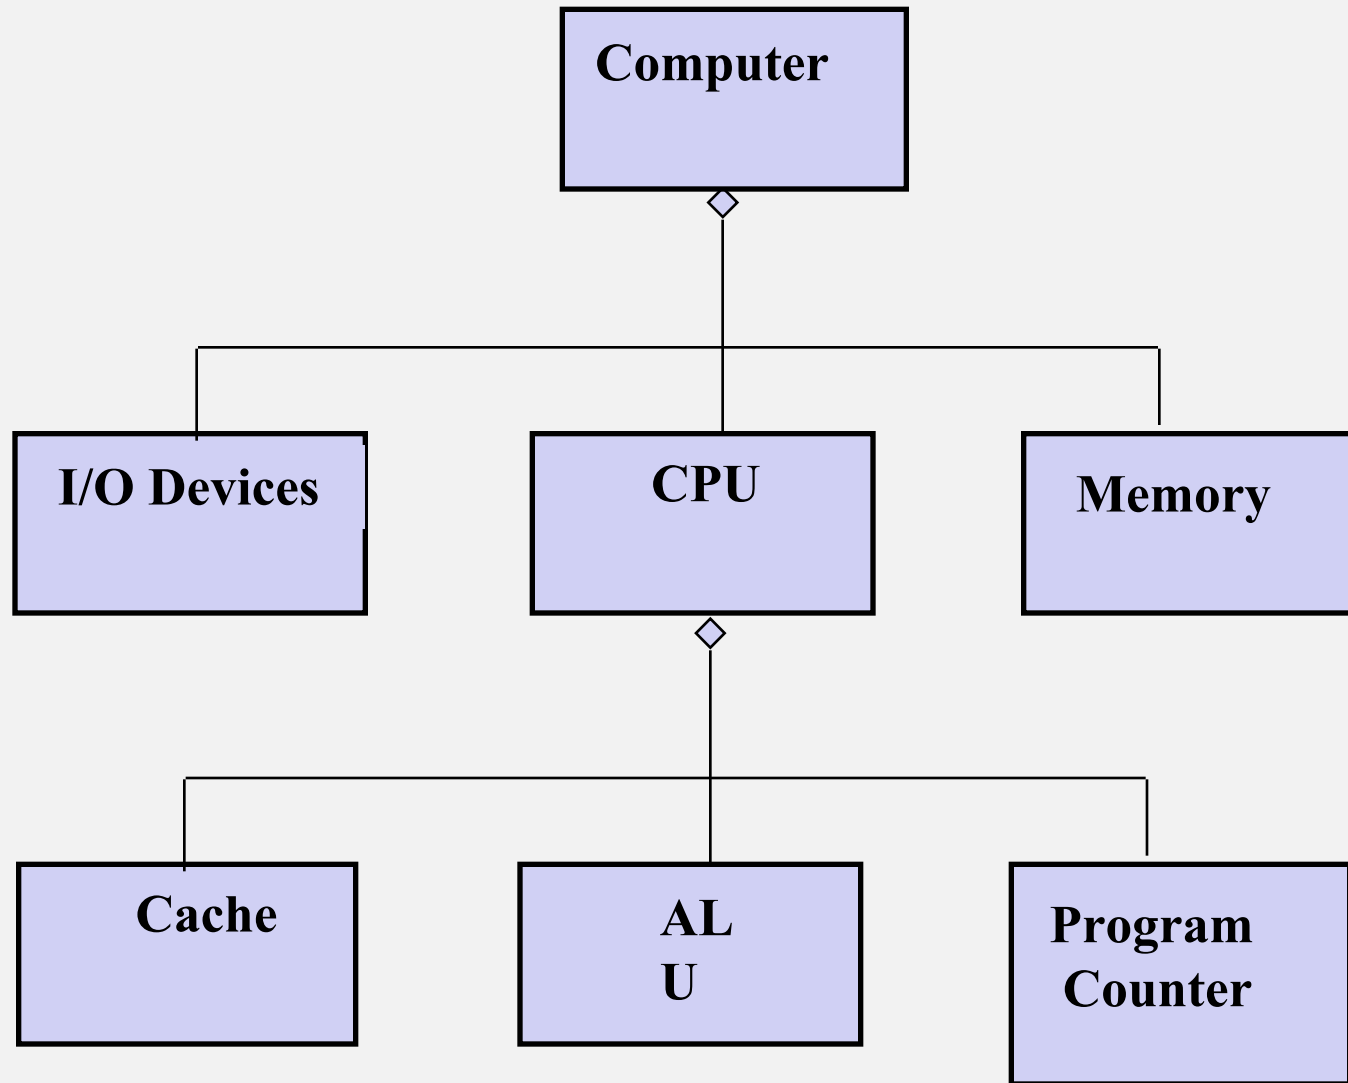 Computer
I/O Devices
CPU
Memory
Cache
AL
U
Program
Counter